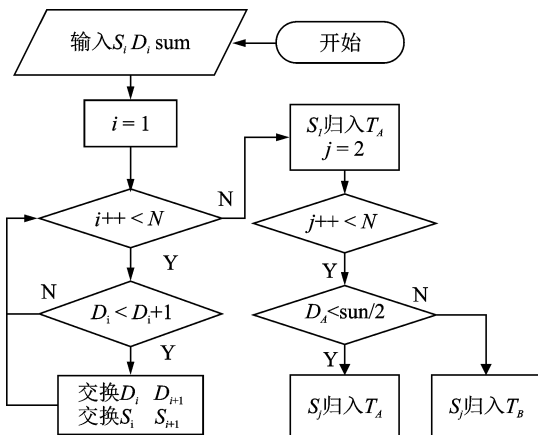 开始
输入S_i D_i sum
i = 1
i++ < N
N
Y
D_i < D_i+1
N
Y
交换D_i D_{i+1}
交换S_i S_{i+1}
S_I归入T_A
j = 2
j++ < N
Y
D_A<sun/2
N
Y
S_j归入T_A
S_j归入T_B